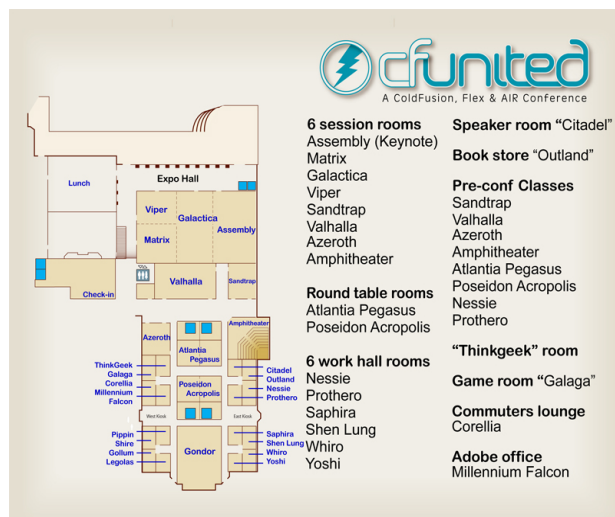 cfunited
A ColdFusion, Flex & AIR Conference
Lunch
Expo Hall
Viper
Galactica
Assembly
Matrix
Valhalla
Sandtrap
Check-in
Azeroth
Atlantia
Pegasus
Amphitheater
ThinkGeek
Galaga
Corellia
Millennium
Falcon
Poseidon
Acropolis
Citadel
Outland
Nessie
Prothero
West Kiosk
East Kiosk
Pippin
Shire
Gollum
Legolas
Gondor
Saphira
Shen Lung
Whiro
Yoshi
6 session rooms
Assembly (Keynote)
Matrix
Galactica
Viper
Sandtrap
Valhalla
Azeroth
Amphitheater
Round table rooms
Atlantia Pegasus
Poseidon Acropolis
6 work hall rooms
Nessie
Prothero
Saphira
Shen Lung
Whiro
Yoshi
Speaker room “Citadel”
Book store “Outland”
Pre-conf Classes
Sandtrap
Valhalla
Azeroth
Amphitheater
Atlantia Pegasus
Poseidon Acropolis
Nessie
Prothero
“Thinkgeek” room
Game room “Galaga”
Commuters lounge
Corellia
Adobe office
Millennium Falcon